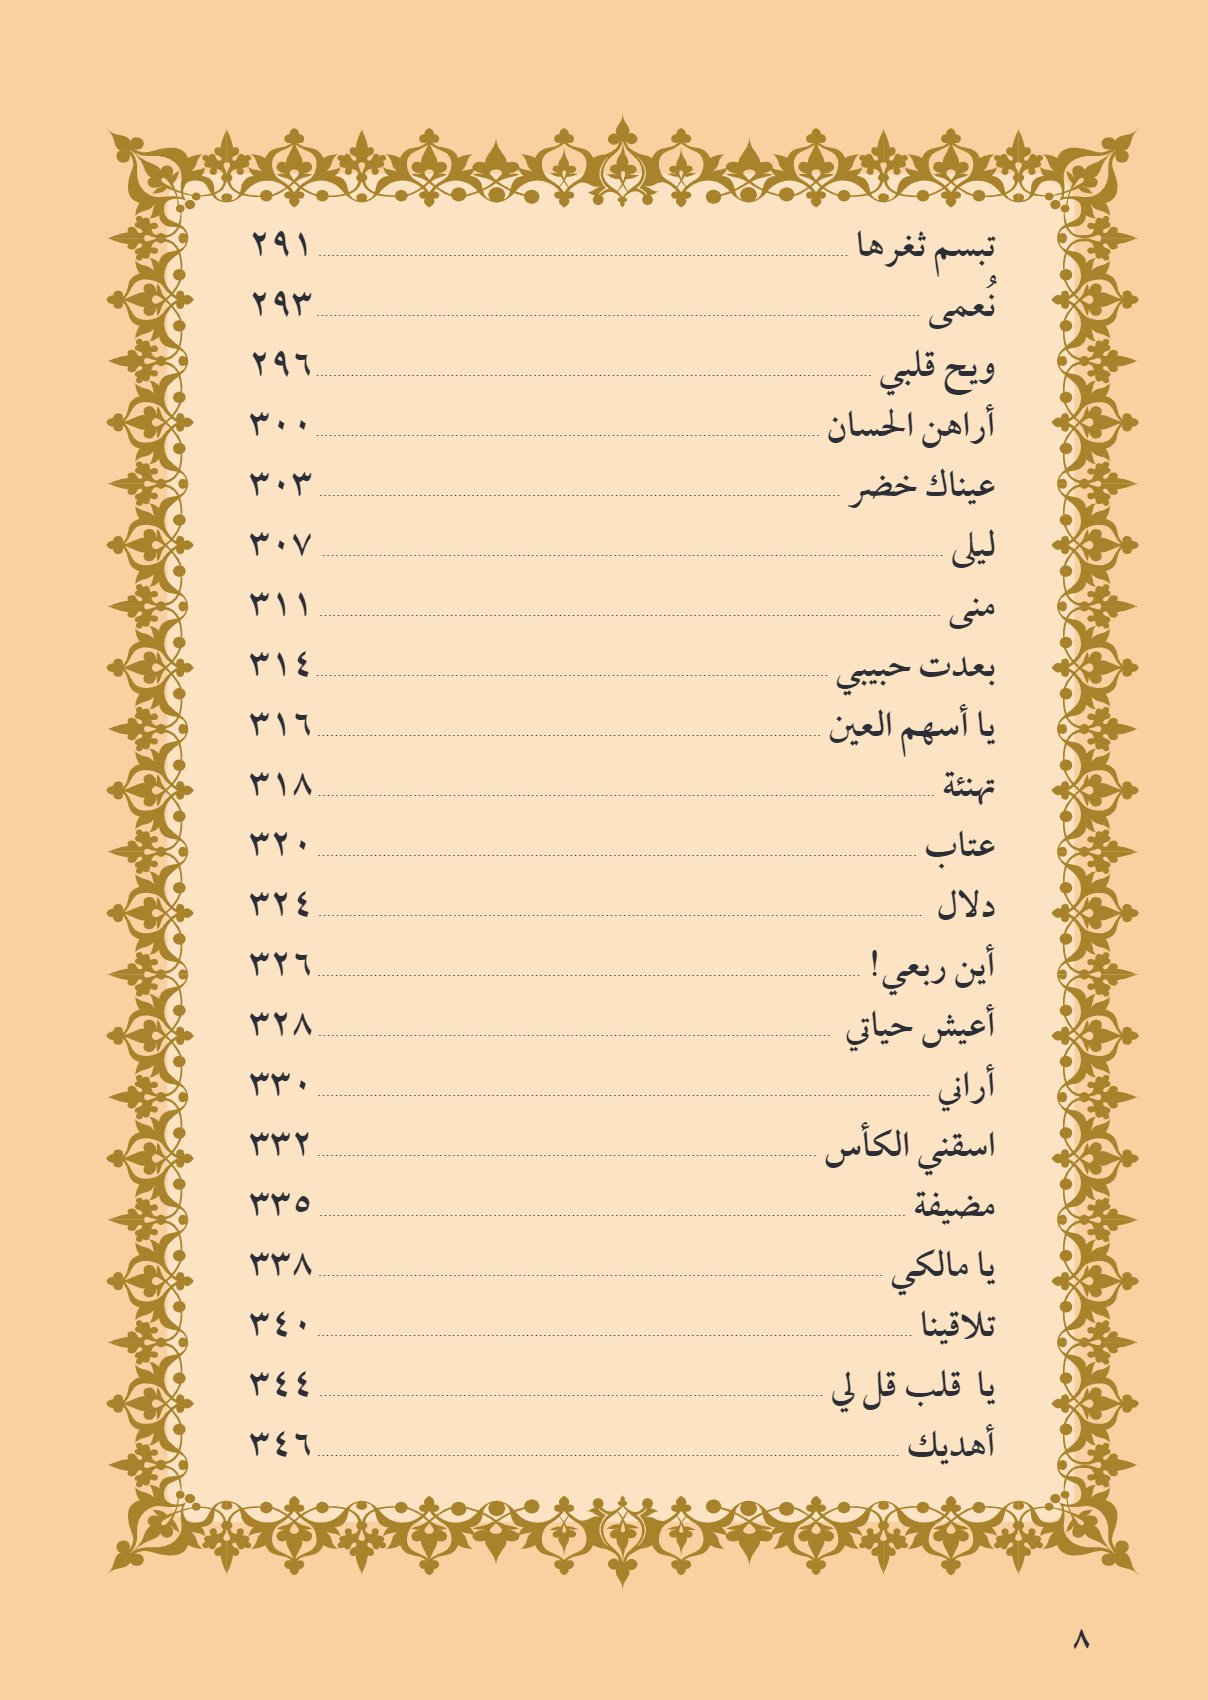 تبسم ثغرها ٢٩١
نُعمى ٢٩٣
ويح قلبي ٢٩٦
أراهن الحسان ٣٠٠
عيناك خضر ٣٠٣
ليلى ٣٠٧
منى ٣١١
بعدت حبيبي ٣١٤
يا أسهم العين ٣١٦
تهنئة ٣١٨
عتاب ٣٢٠
دلال ٣٢٤
أين ربعي! ٣٢٦
أعيش حياتي ٣٢٨
أراني ٣٣٠
اسقني الكأس ٣٣٢
مضيفة ٣٣٥
يا مالكي ٣٣٨
تلاقينا ٣٤٠
يا قلب قل لي ٣٤٤
أهديك ٣٤٦
٨